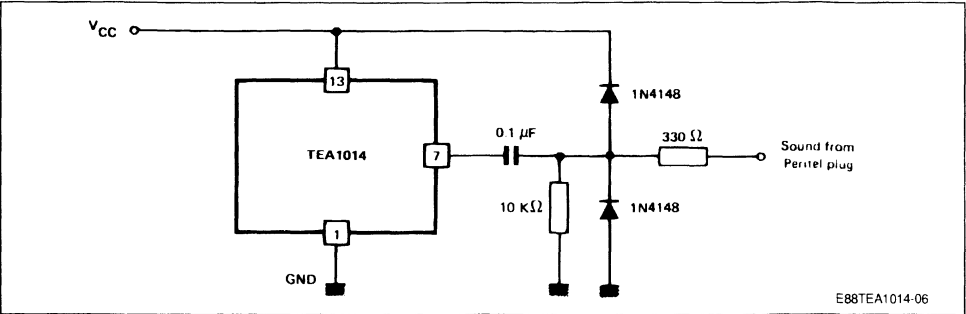 VCC
13
1N4148
0.1 µF
330 Ω
TEA1014
7
Sound from
Peritel plug
10 KΩ
1N4148
1
GND
E88TEA1014-06